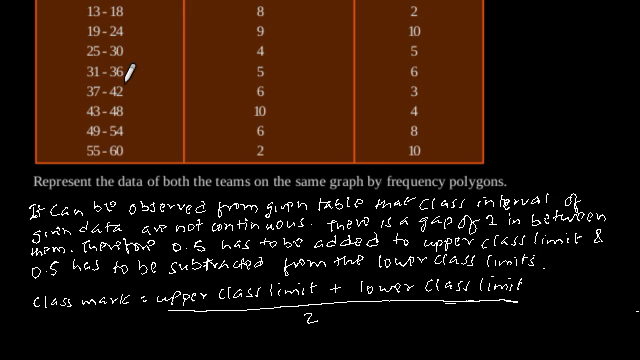 13 - 18 8 2
19 - 24 9 10
25 - 30 4 5
31 - 36 5 6
37 - 42 6 3
43 - 48 10 4
49 - 54 6 8
55 - 60 2 10
Represent the data of both the teams on the same graph by frequency polygons.
It can be observed from given table that class interval of
given data are not continuous. There is a gap of 2 in between
them. Therefore 0.5 has to be added to upper class limit &
0.5 has to be subtracted from the lower class limits.
class mark = upper class limit + lower class limit
2